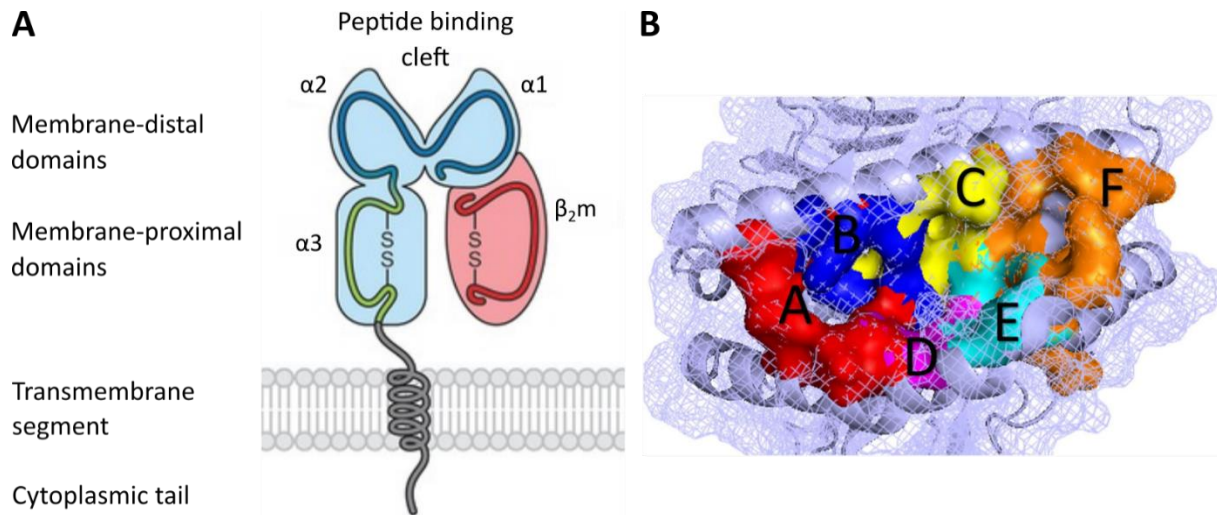 A
Peptide binding
cleft
α2
α1
Membrane-distal
domains
Membrane-proximal
domains
α3
S
S
S
S
β₂m
Transmembrane
segment
Cytoplasmic tail
B
A
B
C
D
E
F